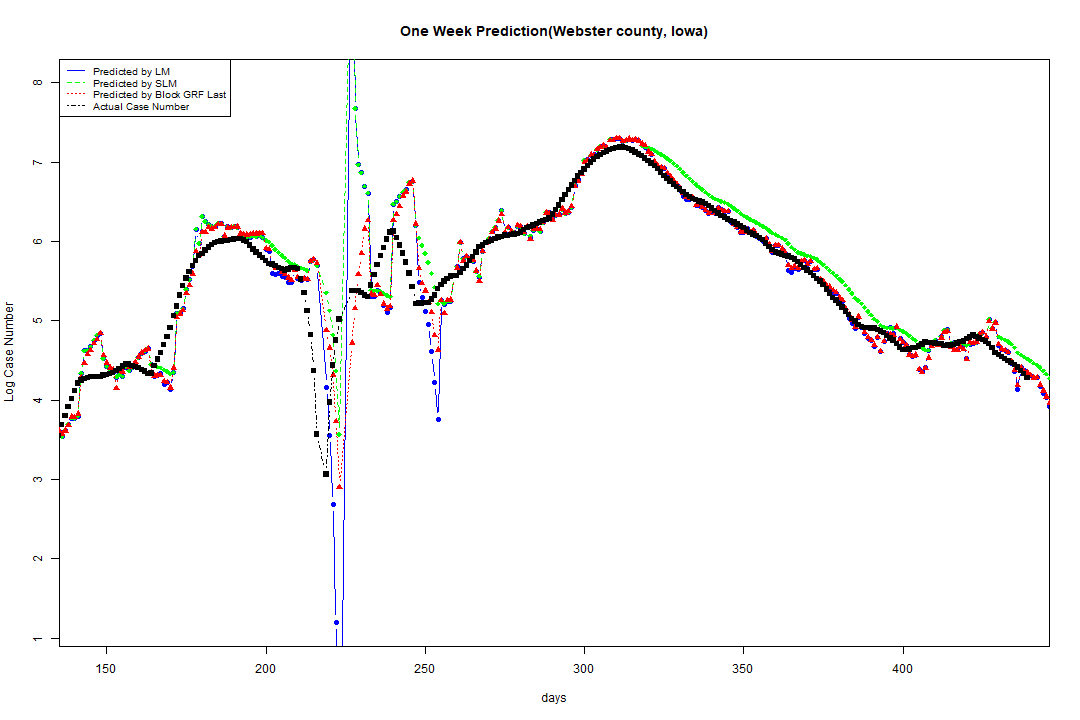 One Week Prediction(Webster county, Iowa)
Predicted by LM
Predicted by SLM
Predicted by Block GRF Last
Actual Case Number
8
7
6
5
4
3
2
1
Log Case Number
150 200 250 300 350 400
days